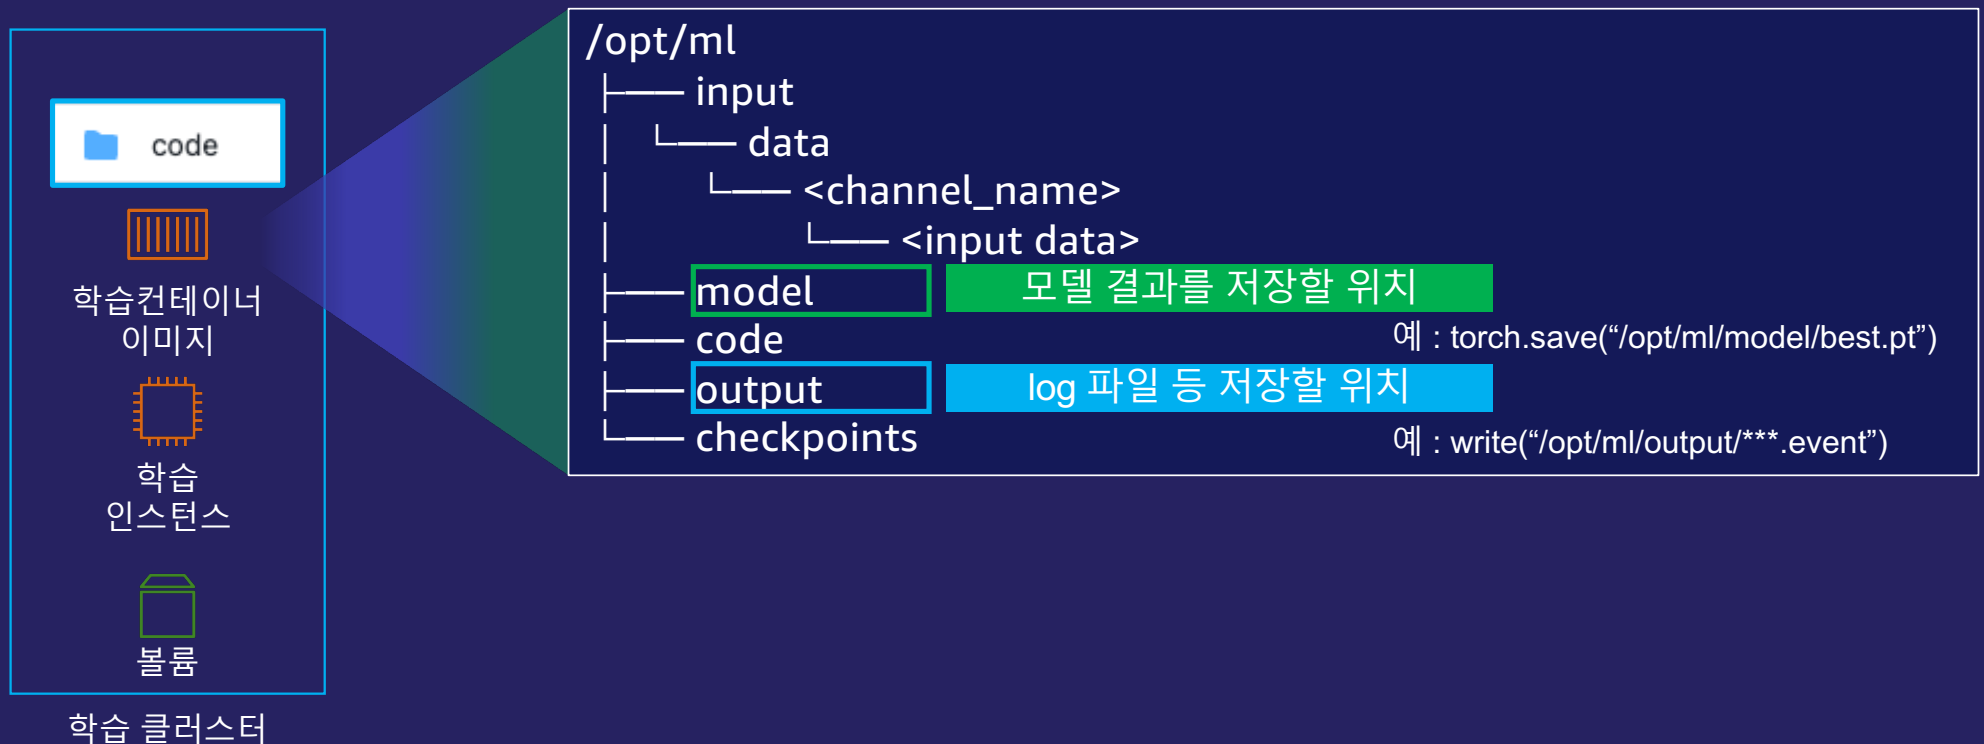 code
학습컨테이너
이미지
학습
인스턴스
볼륨
학습 클러스터
/opt/ml
├── input
│ └── data
│ └── <channel_name>
│ └── <input data>
├── model 모델 결과를 저장할 위치
├── code 예 : torch.save(“/opt/ml/model/best.pt”)
├── output log 파일 등 저장할 위치
└── checkpoints 예 : write(“/opt/ml/output/***.event”)